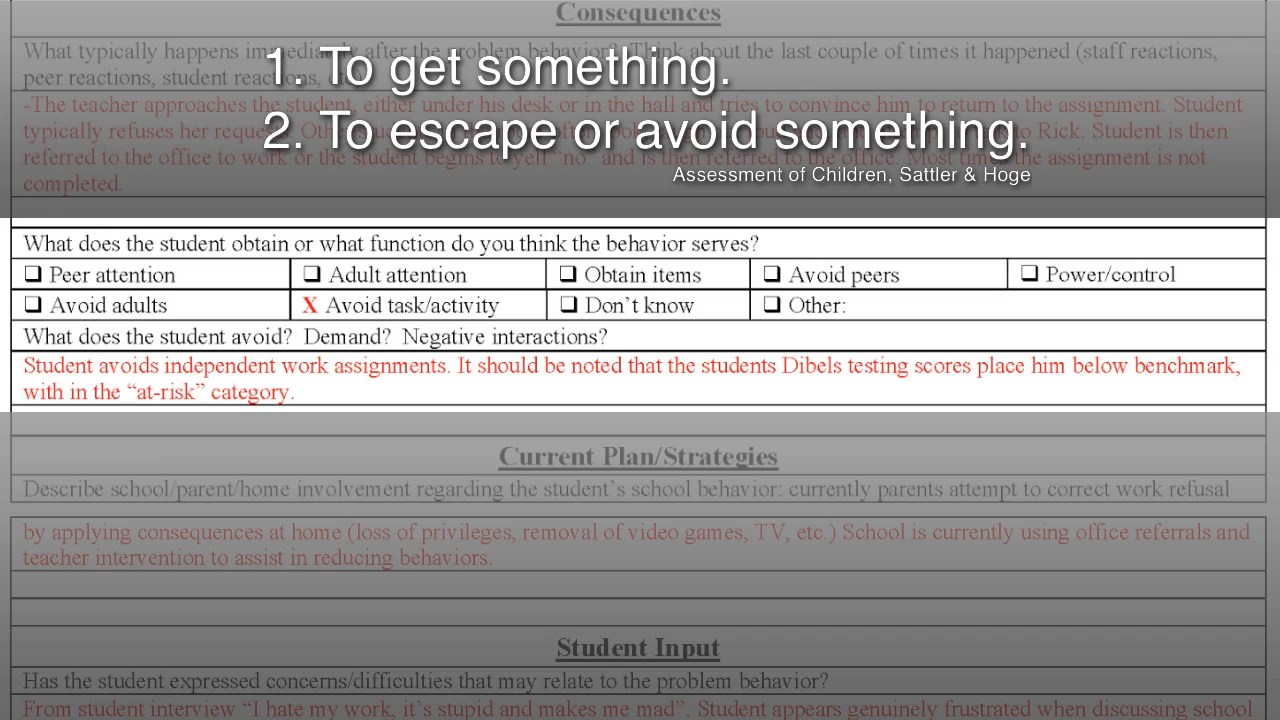 Consequences
What typically happens immediately after the problem behavior? Think about the last couple of times it happened (staff reactions,
1. To get something.
peer reactions, student reactions,
-The teacher approaches the student, either under his desk or in the hall and tries to convince him to return to the assignment. Student
typically refuses her request. to Rick. Student is then
2. To escape or avoid something.
referred to the office to work or the student begins to yell “no” and is then referred to the office. Most times the assignment is not
Assessment of Children, Sattler & Hoge
completed.
What does the student obtain or what function do you think the behavior serves?
❑ Peer attention ❑ Adult attention ❑ Obtain items ❑ Avoid peers ❑ Power/control
❑ Avoid adults X Avoid task/activity ❑ Don’t know ❑ Other:
What does the student avoid? Demand? Negative interactions?
Student avoids independent work assignments. It should be noted that the students Dibels testing scores place him below benchmark,
with in the “at-risk” category.
Current Plan/Strategies
Describe school/parent/home involvement regarding the student’s school behavior: currently parents attempt to correct work refusal
by applying consequences at home (loss of privileges, removal of video games, TV, etc.) School is currently using office referrals and
teacher intervention to assist in reducing behaviors.
Student Input
Has the student expressed concerns/difficulties that may relate to the problem behavior?
From student interview “I hate my work, it’s stupid and makes me mad”. Student appears genuinely frustrated when discussing school